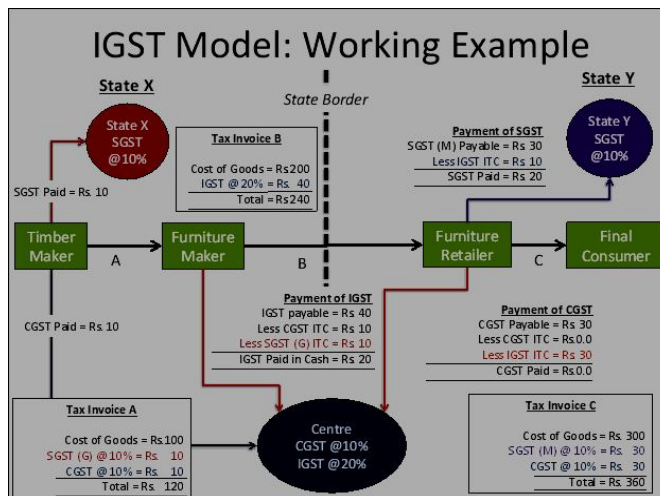 IGST Model: Working Example
State X
State Y
State Border
State X
SGST
@10%
State Y
SGST
@10%
Tax Invoice B
Cost of Goods = Rs200
IGST @ 20% = Rs. 40
Total = Rs240
Payment of SGST
SGST (M) Payable = Rs 30
Less IGST ITC = Rs 10
SGST Paid = Rs 20
SGST Paid = Rs. 10
Timber
Maker
A
Furniture
Maker
B
Furniture
Retailer
C
Final
Consumer
CGST Paid = Rs. 10
Payment of IGST
IGST payable = Rs 40
Less CGST ITC = Rs 10
Less SGST (G) ITC = Rs 10
IGST Paid in Cash = Rs 20
Payment of CGST
CGST Payable = Rs 30
Less CGST ITC = Rs0.0
Less IGST ITC = Rs 30
CGST Paid = Rs0.0
Tax Invoice A
Cost of Goods = Rs.100
SGST (G) @ 10% = Rs. 10
CGST @ 10% = Rs. 10
Total = Rs. 120
Centre
CGST @10%
IGST @20%
Tax Invoice C
Cost of Goods = Rs. 300
SGST (M) @ 10% = Rs. 30
CGST @ 10% = Rs. 30
Total = Rs. 360